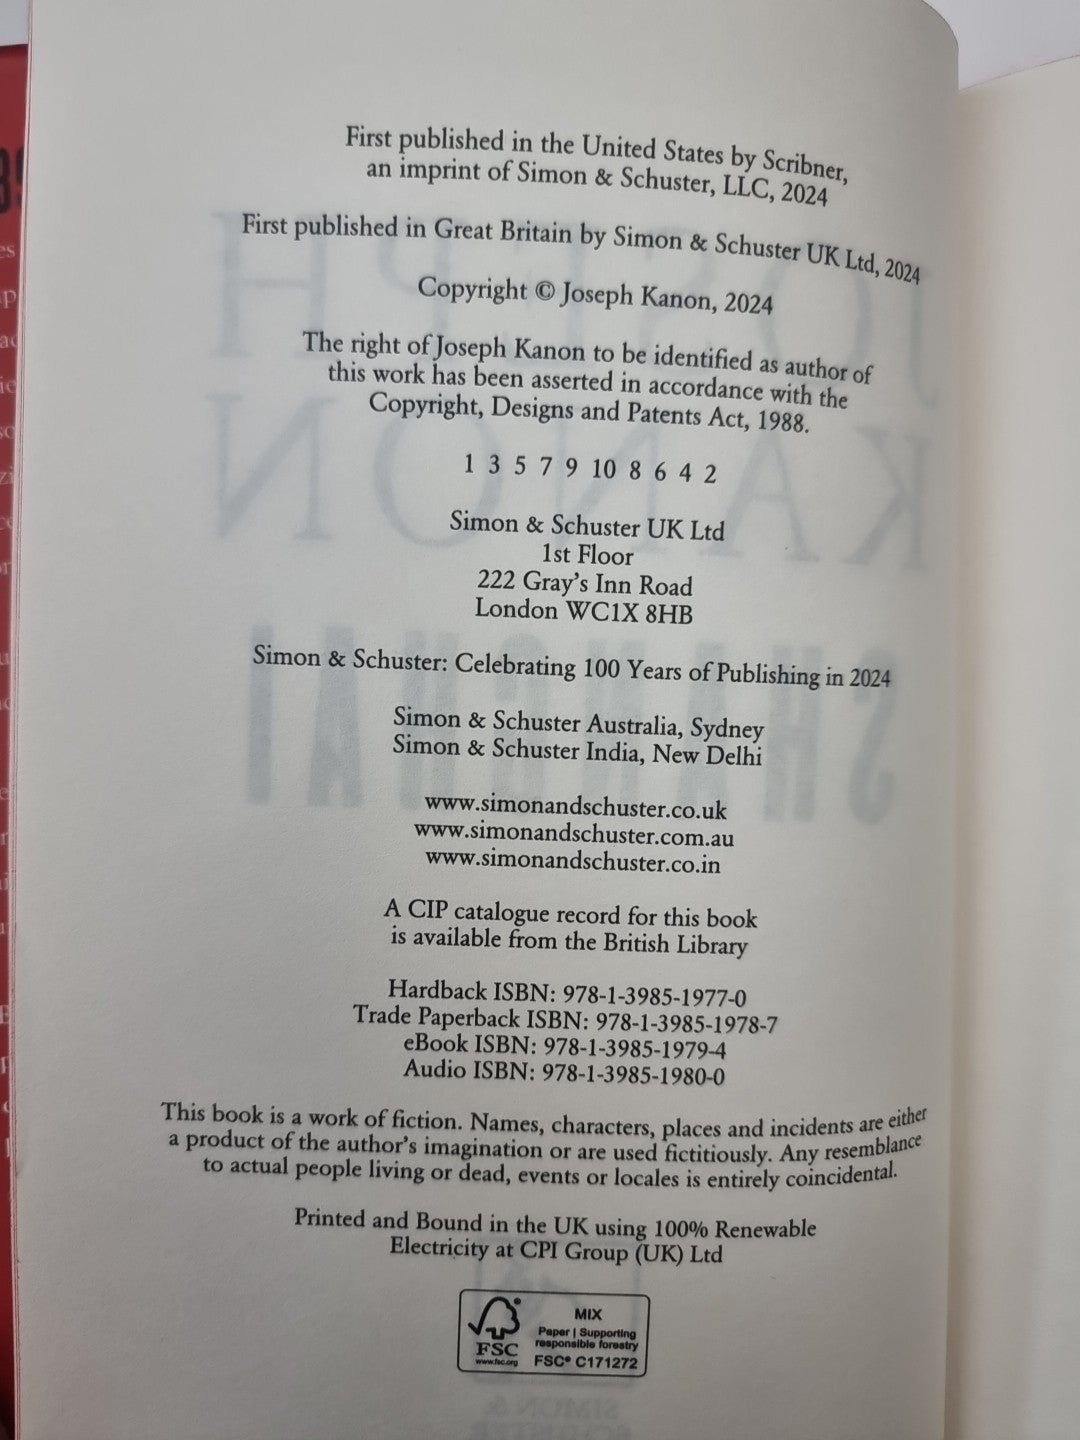 First published in the United States by Scribner,
an imprint of Simon & Schuster, LLC, 2024
First published in Great Britain by Simon & Schuster UK Ltd, 2024
Copyright © Joseph Kanon, 2024
The right of Joseph Kanon to be identified as author of
this work has been asserted in accordance with the
Copyright, Designs and Patents Act, 1988.
1 3 5 7 9 10 8 6 4 2
Simon & Schuster UK Ltd
1st Floor
222 Gray's Inn Road
London WC1X 8HB
Simon & Schuster: Celebrating 100 Years of Publishing in 2024
Simon & Schuster Australia, Sydney
Simon & Schuster India, New Delhi
www.simonandschuster.co.uk
www.simonandschuster.com.au
www.simonandschuster.co.in
A CIP catalogue record for this book
is available from the British Library
Hardback ISBN: 978-1-3985-1977-0
Trade Paperback ISBN: 978-1-3985-1978-7
eBook ISBN: 978-1-3985-1979-4
Audio ISBN: 978-1-3985-1980-0
This book is a work of fiction. Names, characters, places and incidents are either
a product of the author's imagination or are used fictitiously. Any resemblance
to actual people living or dead, events or locales is entirely coincidental.
Printed and Bound in the UK using 100% Renewable
Electricity at CPI Group (UK) Ltd
FSC
www.fsc.org
MIX
Paper | Supporting
responsible forestry
FSC® C171272